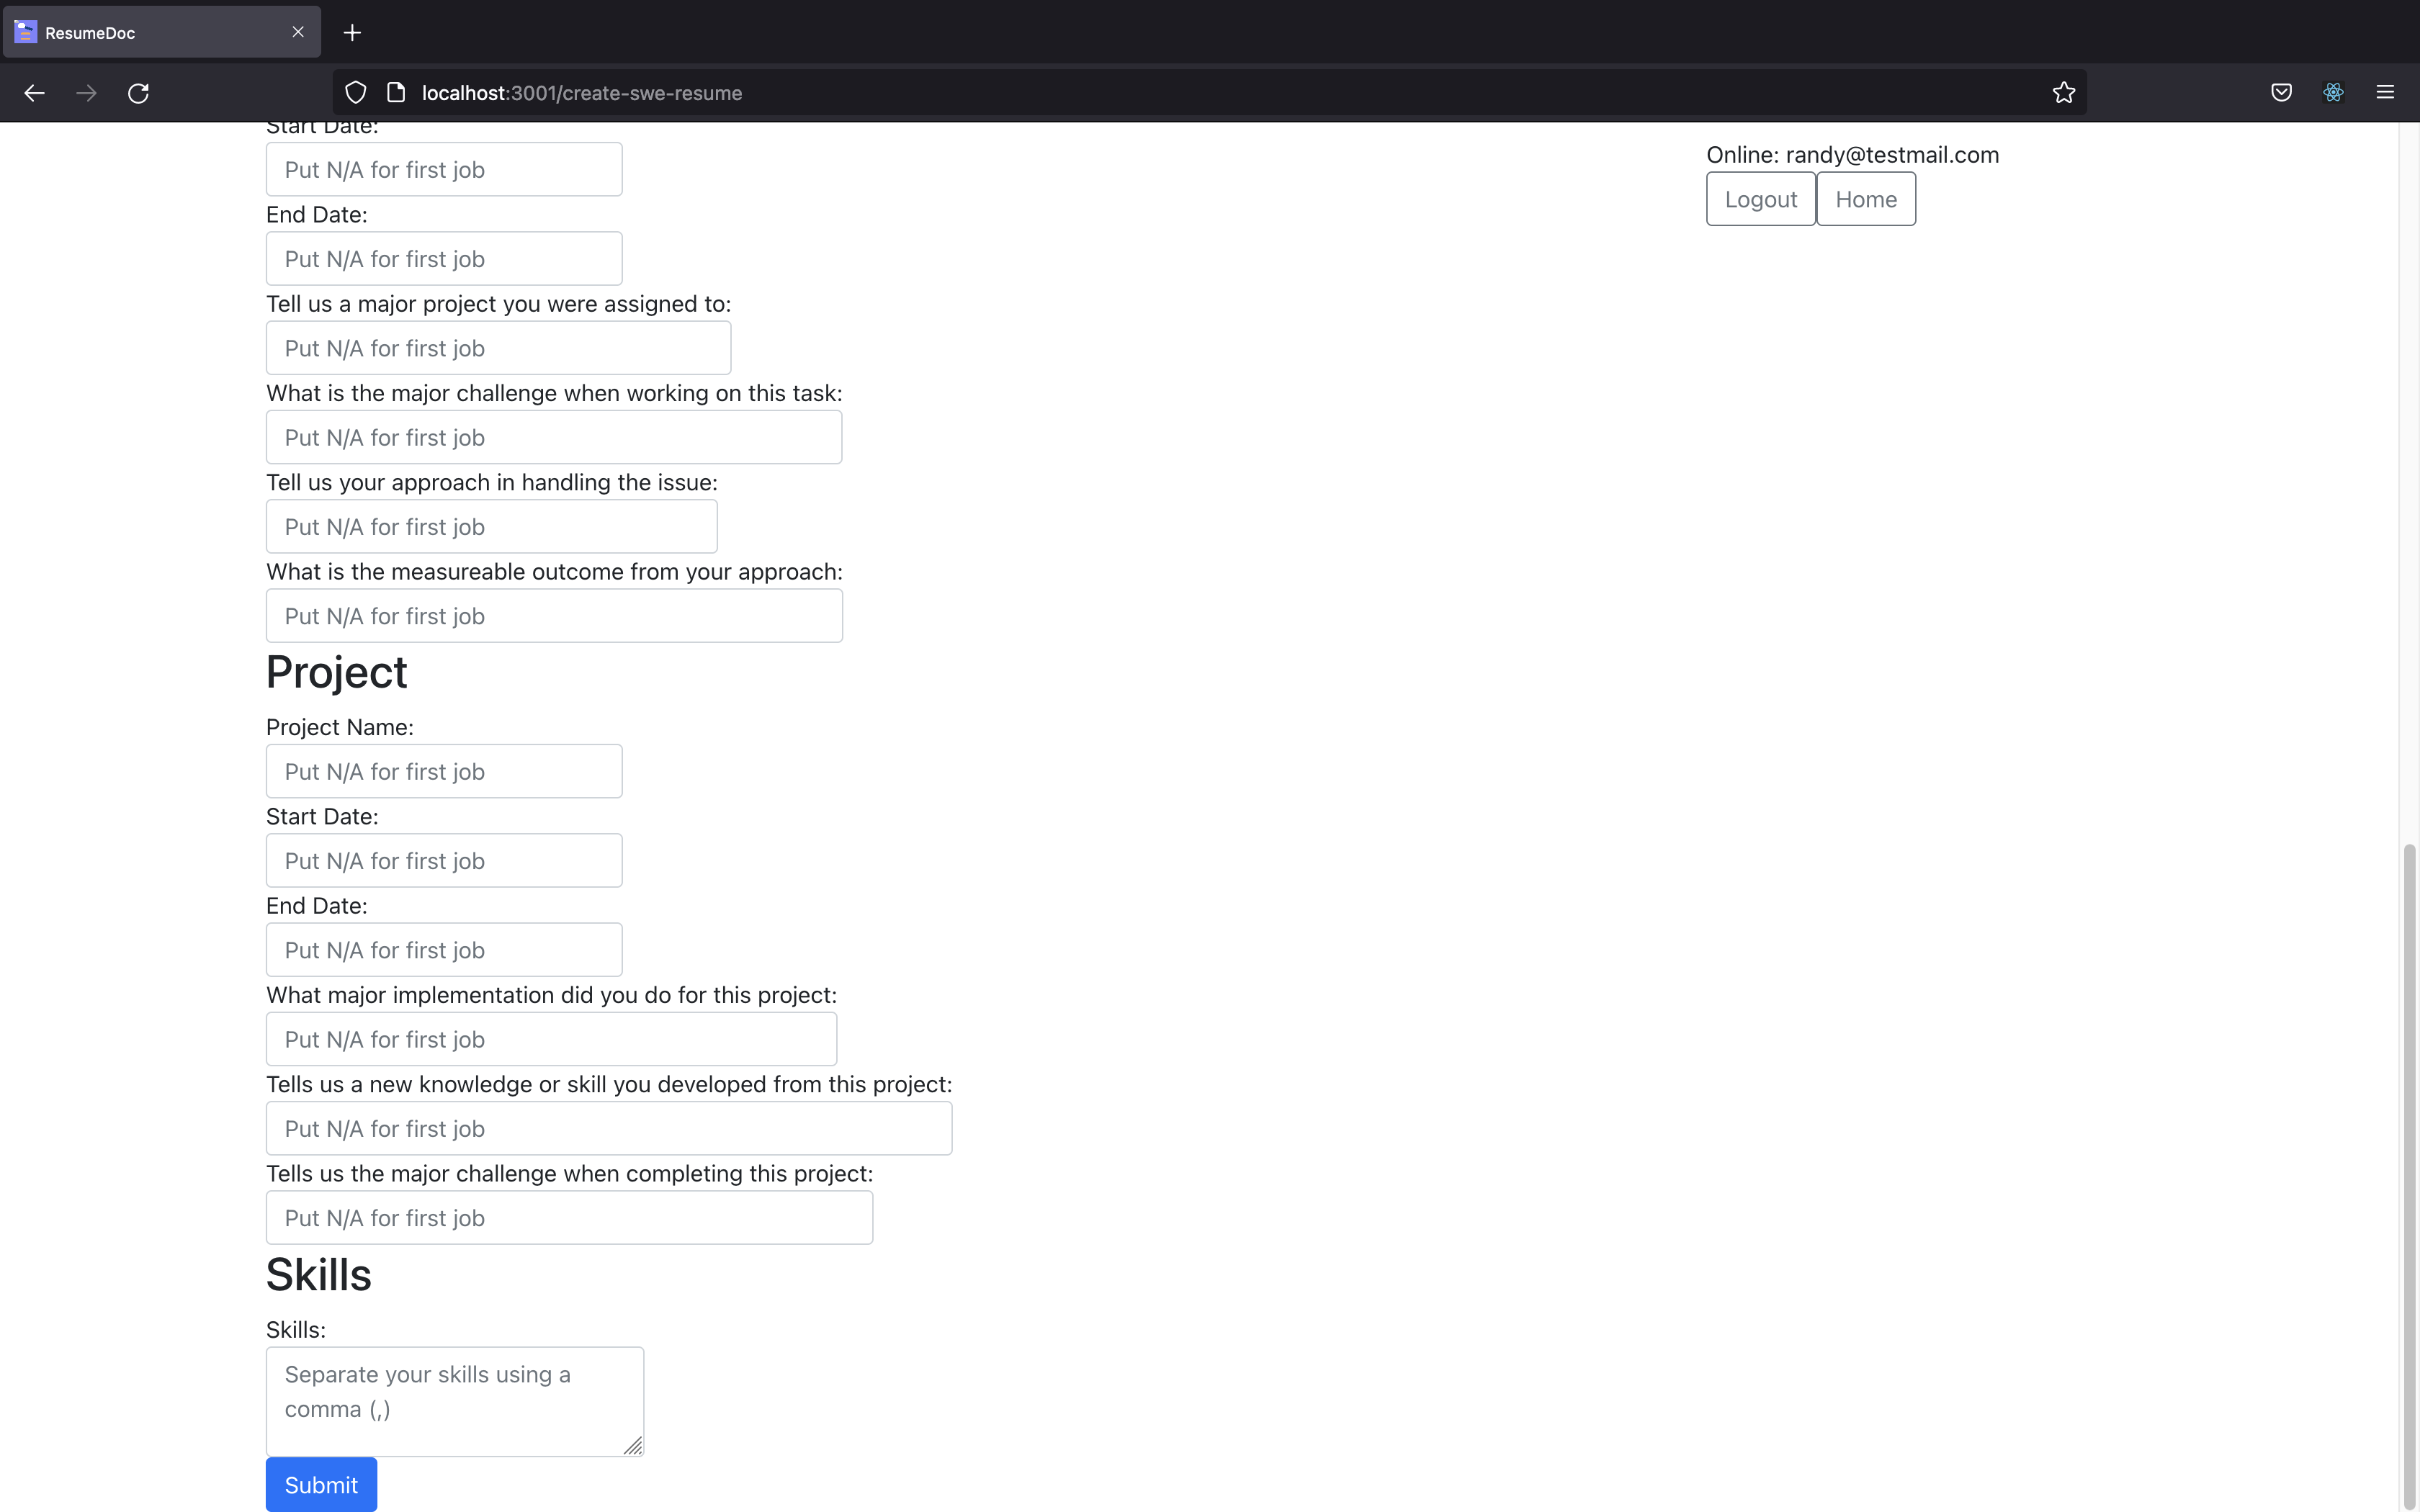 ResumeDoc
localhost:3001/create-swe-resume
Start Date:
Put N/A for first job
Online: randy@testmail.com
Logout Home
End Date:
Put N/A for first job
Tell us a major project you were assigned to:
Put N/A for first job
What is the major challenge when working on this task:
Put N/A for first job
Tell us your approach in handling the issue:
Put N/A for first job
What is the measureable outcome from your approach:
Put N/A for first job
Project
Project Name:
Put N/A for first job
Start Date:
Put N/A for first job
End Date:
Put N/A for first job
What major implementation did you do for this project:
Put N/A for first job
Tells us a new knowledge or skill you developed from this project:
Put N/A for first job
Tells us the major challenge when completing this project:
Put N/A for first job
Skills
Skills:
Separate your skills using a
comma (,)
Submit